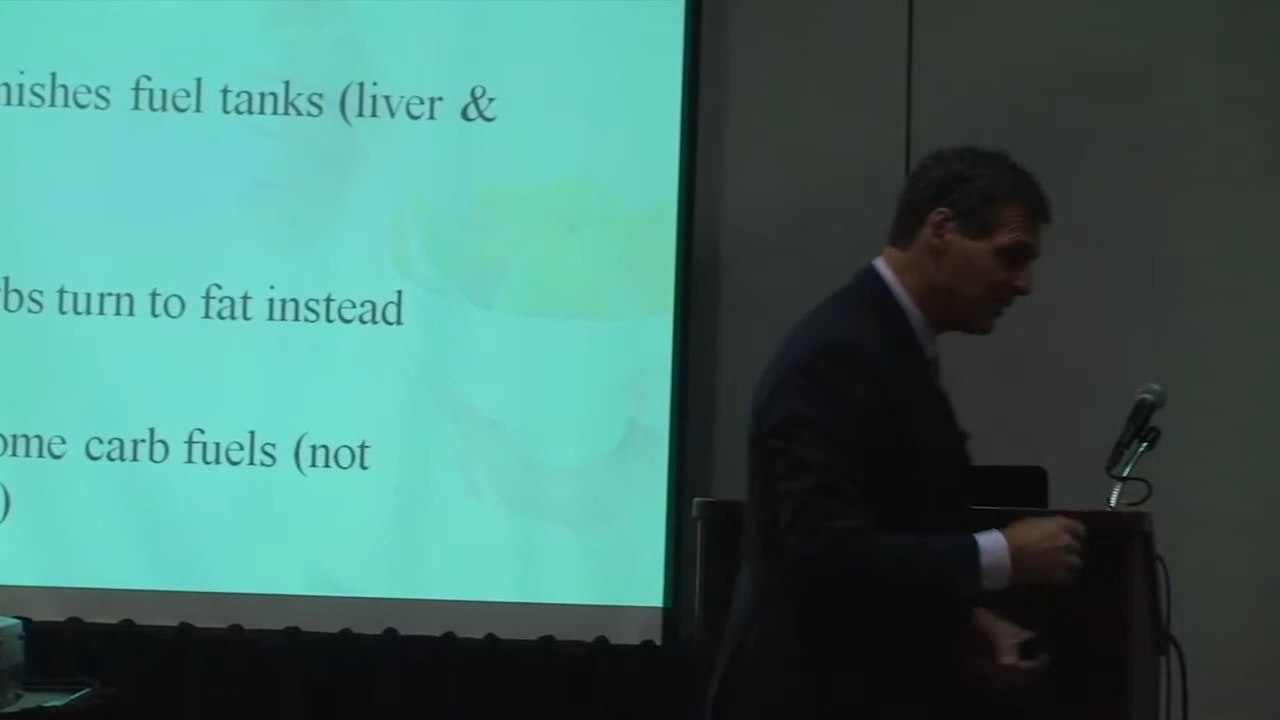 nishes fuel tanks (liver &
bs turn to fat instead
ome carb fuels (not
)